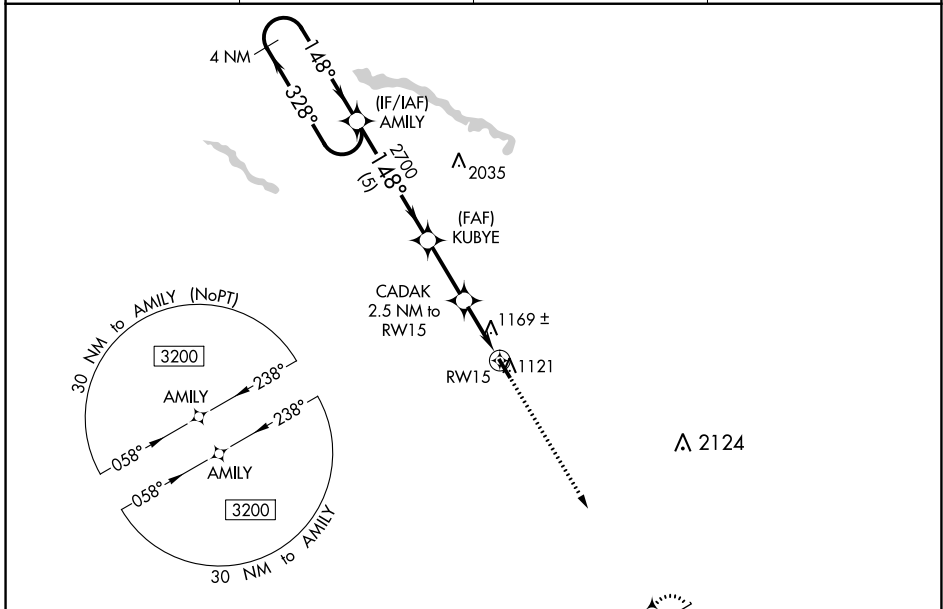 4 NM
148°
328°
(IF/IAF)
AMILY
2700
148°
(5)
2035
(FAF)
KUBYE
CADAK
2.5 NM to
RW15
1169 ±
RW15
1121
2124
30 NM to AMILY (NoPT)
3200
AMILY
238°
058°
238°
058°
AMILY
3200
30 NM to AMILY